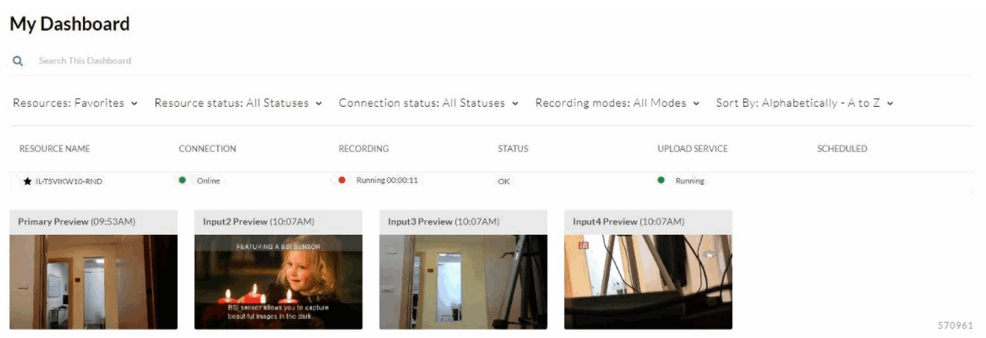 My Dashboard
Search This Dashboard
Resources: Favorites Resource status: All Statuses Connection status: All Statuses Recording modes: All Modes Sort By: Alphabetically - A to Z
RESOURCE NAME CONNECTION RECORDING STATUS UPLOAD SERVICE SCHEDULED
IL-TSVIKW10-RND Online Running 00:00:11 OK Running
Primary Preview (09:53AM) Input2 Preview (10:07AM) Input3 Preview (10:07AM) Input4 Preview (10:07AM)
FEATURING A BSI SENSOR
BSI sensor allows you to capture
beautiful images in the dark.
570961